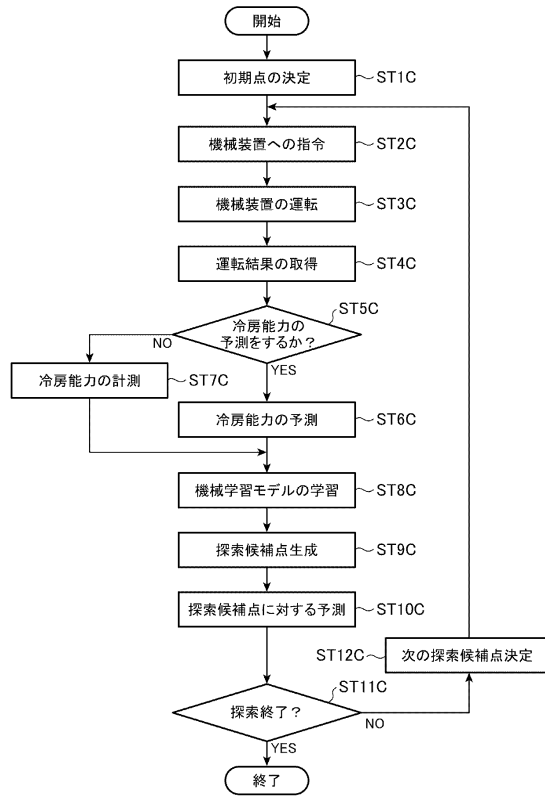 開始
初期点の決定
ST1C
機械装置への指令
ST2C
機械装置の運転
ST3C
運転結果の取得
ST4C
ST5C
冷房能力の
予測をするか？
NO
YES
冷房能力の計測
ST7C
冷房能力の予測
ST6C
機械学習モデルの学習
ST8C
探索候補点生成
ST9C
探索候補点に対する予測
ST10C
ST12C
次の探索候補点決定
ST11C
探索終了？
NO
YES
終了